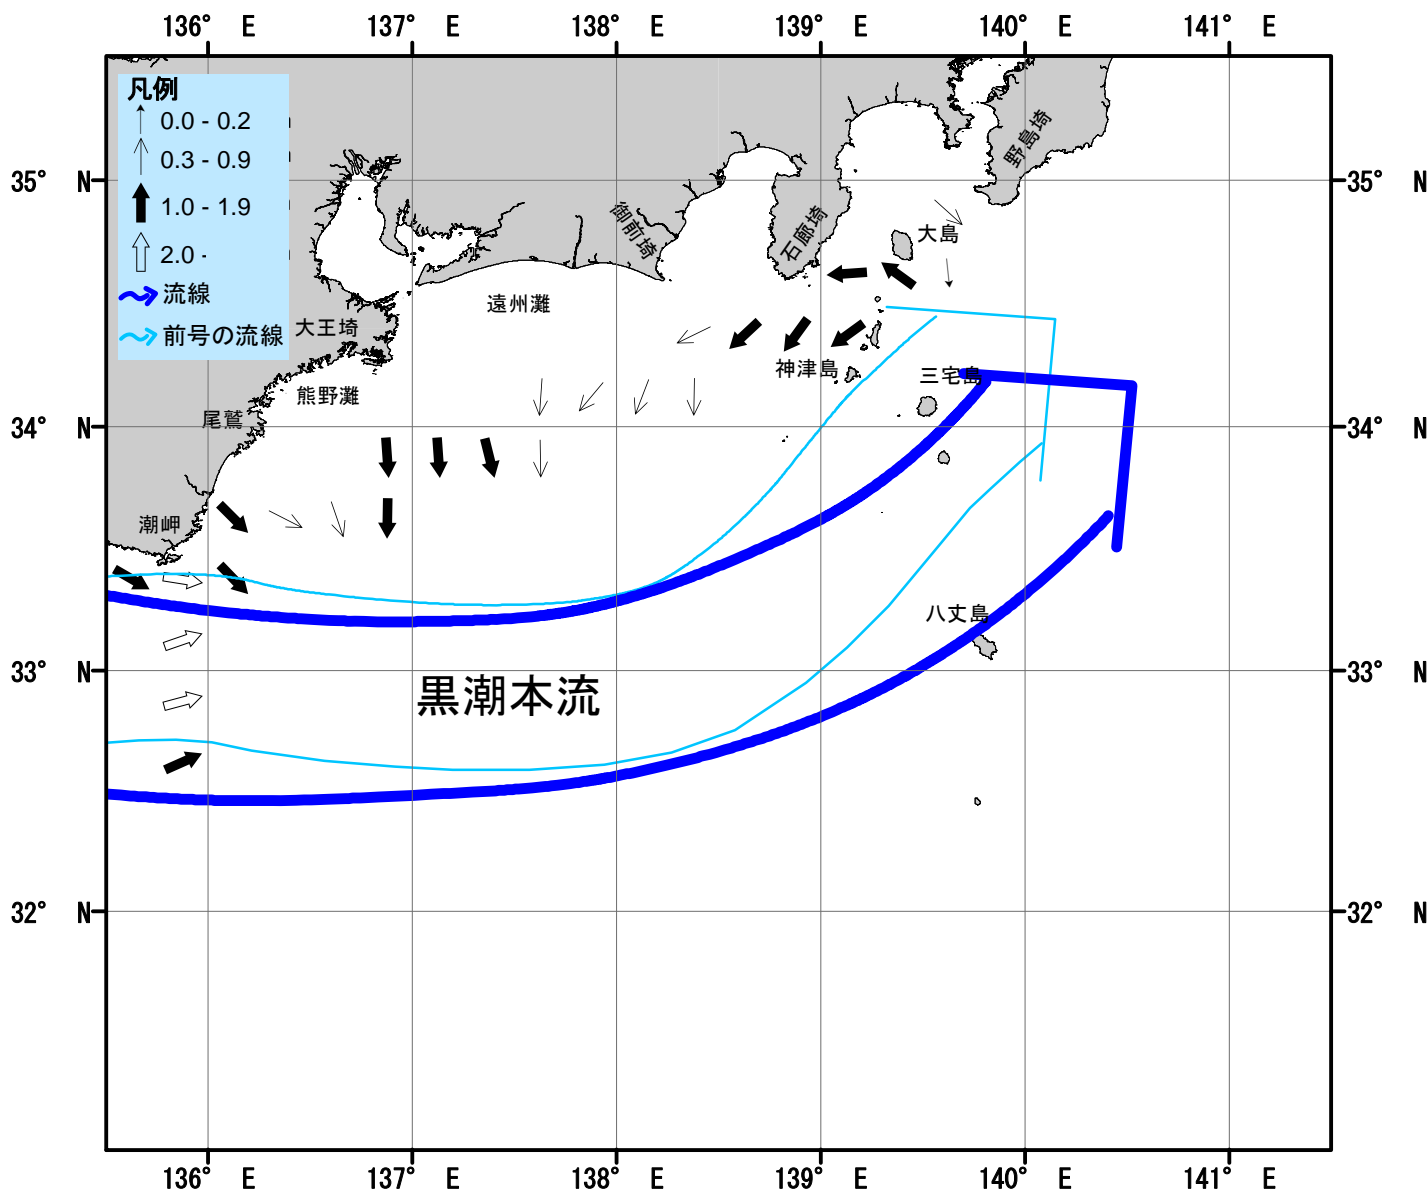 136° E 137° E 138° E 139° E 140° E 141° E
凡例
0.0 - 0.2
0.3 - 0.9
1.0 - 1.9
2.0 -
流線
前号の流線
35° N
35° N
34° N
34° N
33° N
33° N
32° N
32° N
野島埼
石廊埼
御前埼
大島
遠州灘
大王埼
神津島
三宅島
熊野灘
尾鷲
潮岬
八丈島
黒潮本流
136° E 137° E 138° E 139° E 140° E 141° E